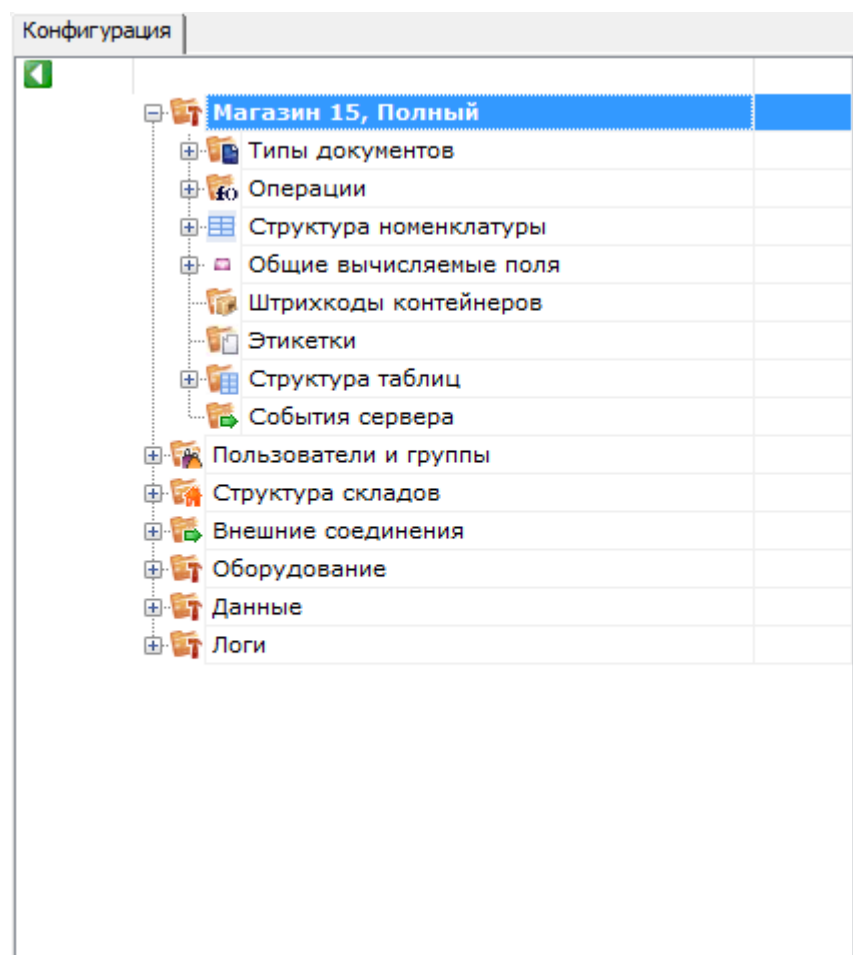 Конфигурация
Магазин 15, Полный
Типы документов
Операции
Структура номенклатуры
Общие вычисляемые поля
Штрихкоды контейнеров
Этикетки
Структура таблиц
События сервера
Пользователи и группы
Структура складов
Внешние соединения
Оборудование
Данные
Логи